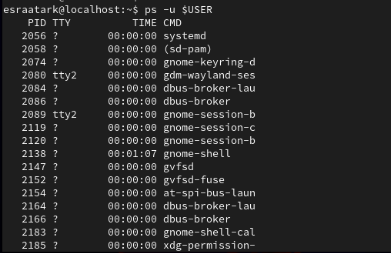 esraatark@localhost:~$ ps -u $USER
PID TTY TIME CMD
2056 ? 00:00:00 systemd
2058 ? 00:00:00 (sd-pam)
2074 ? 00:00:00 gnome-keyring-d
2080 tty2 00:00:00 gdm-wayland-ses
2084 ? 00:00:00 dbus-broker-lau
2086 ? 00:00:00 dbus-broker
2089 tty2 00:00:00 gnome-session-b
2119 ? 00:00:00 gnome-session-c
2120 ? 00:00:00 gnome-session-b
2138 ? 00:01:07 gnome-shell
2147 ? 00:00:00 gvfsd
2152 ? 00:00:00 gvfsd-fuse
2154 ? 00:00:00 at-spi-bus-laun
2164 ? 00:00:00 dbus-broker-lau
2166 ? 00:00:00 dbus-broker
2183 ? 00:00:00 gnome-shell-cal
2185 ? 00:00:00 xdg-permission-